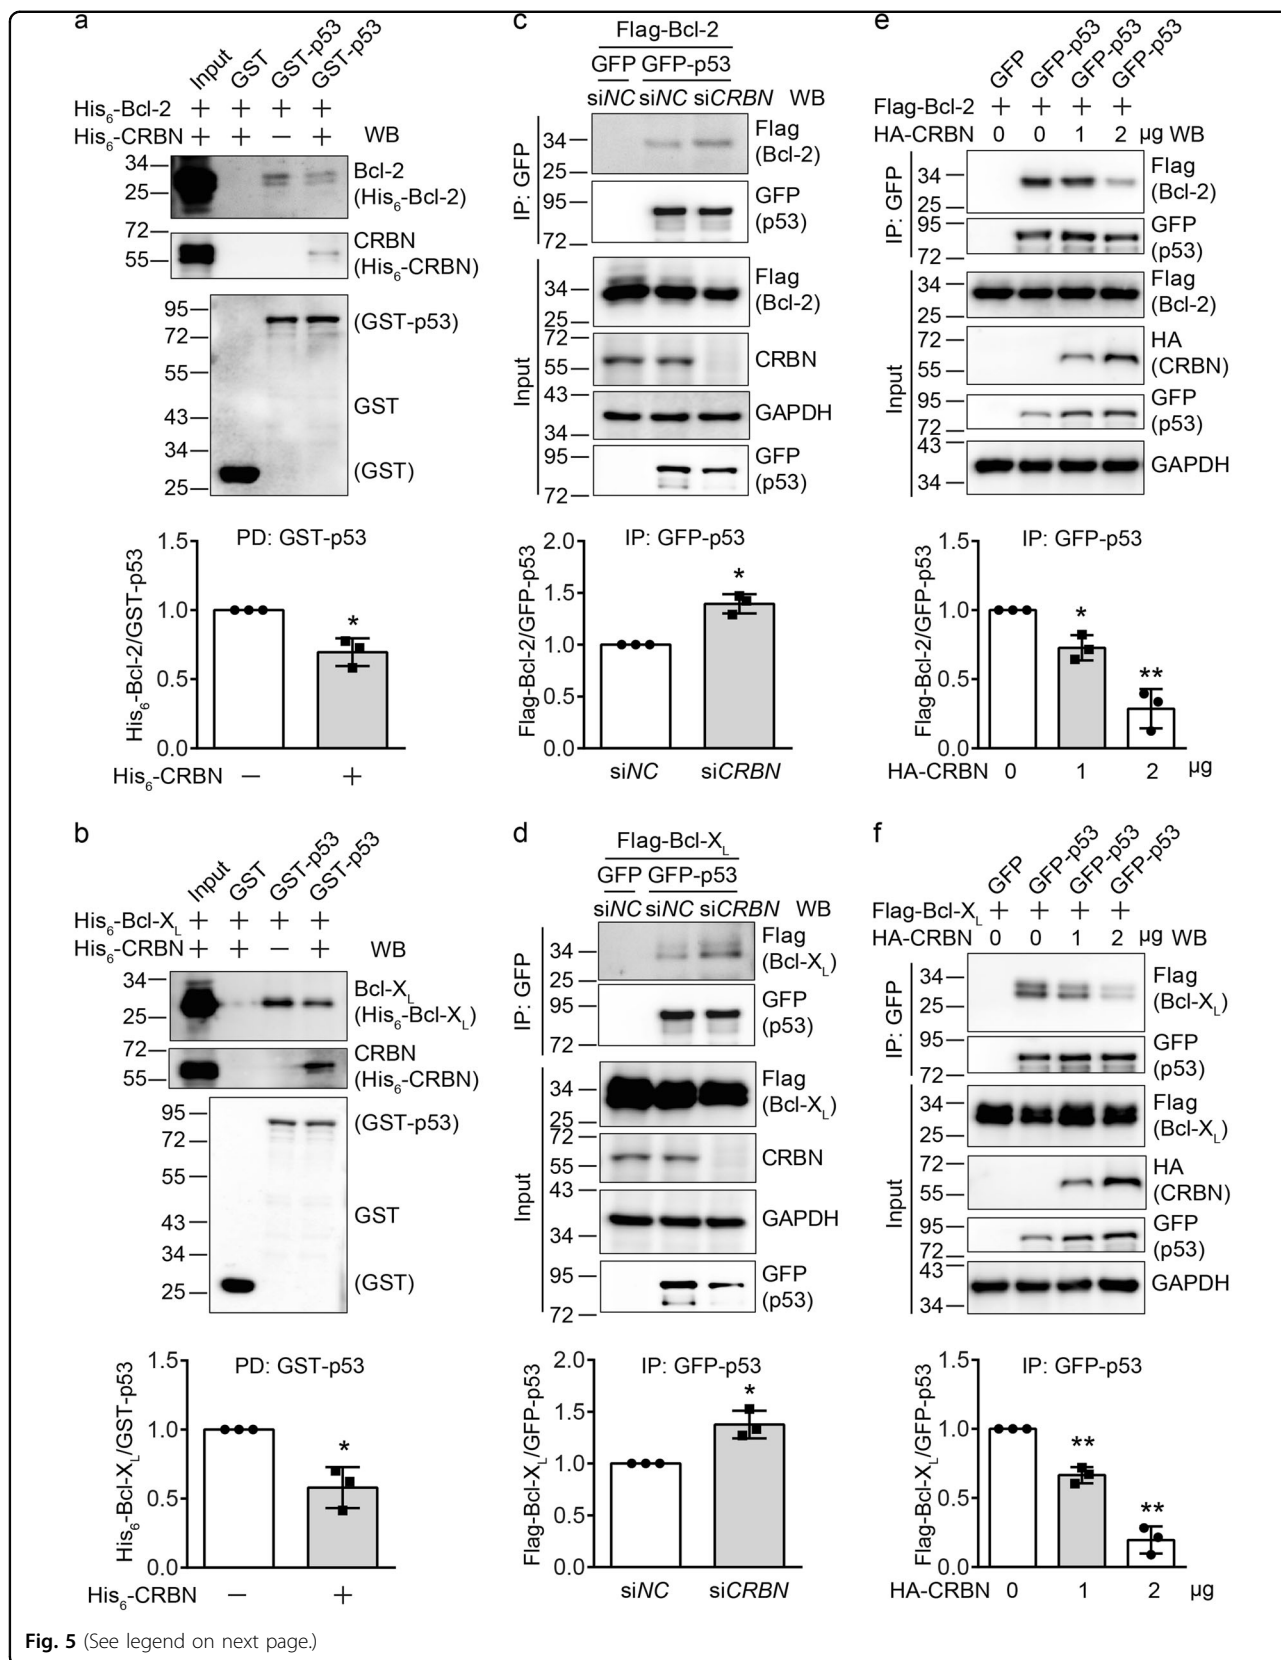 a
Input
GST
GST-p53
GST-p53
His6-Bcl-2 + + + +
His6-CRBN + + − + WB
34
25
Bcl-2
(His6-Bcl-2)
72
55
CRBN
(His6-CRBN)
95
72
55
43
34
25
(GST-p53)
GST
(GST)
PD: GST-p53
His6-Bcl-2/GST-p53
1.5
1.0
0.5
0.0
*
His6-CRBN − +
b
Input
GST
GST-p53
GST-p53
His6-Bcl-XL + + + +
His6-CRBN + + − + WB
34
25
Bcl-XL
(His6-Bcl-XL)
72
55
CRBN
(His6-CRBN)
95
72
55
43
34
25
(GST-p53)
GST
(GST)
PD: GST-p53
His6-Bcl-XL/GST-p53
1.5
1.0
0.5
0.0
*
His6-CRBN − +
c
Flag-Bcl-2
GFP GFP-p53
siNC siNC siCRBN WB
IP: GFP
34
25
Flag
(Bcl-2)
95
72
GFP
(p53)
Input
34
25
Flag
(Bcl-2)
72
55
CRBN
43
34
GAPDH
95
72
GFP
(p53)
IP: GFP-p53
Flag-Bcl-2/GFP-p53
2.0
1.5
1.0
0.5
0.0
*
siNC siCRBN
d
Flag-Bcl-XL
GFP GFP-p53
siNC siNC siCRBN WB
IP: GFP
34
25
Flag
(Bcl-XL)
95
72
GFP
(p53)
Input
34
25
Flag
(Bcl-XL)
72
55
CRBN
43
34
GAPDH
95
72
GFP
(p53)
IP: GFP-p53
Flag-Bcl-XL/GFP-p53
2.0
1.5
1.0
0.5
0.0
*
siNC siCRBN
e
GFP
GFP-p53
GFP-p53
GFP-p53
Flag-Bcl-2 + + + +
HA-CRBN 0 0 1 2 µg WB
IP: GFP
34
25
Flag
(Bcl-2)
95
72
GFP
(p53)
Input
34
25
Flag
(Bcl-2)
72
55
HA
(CRBN)
95
72
GFP
(p53)
43
34
GAPDH
IP: GFP-p53
Flag-Bcl-2/GFP-p53
1.5
1.0
0.5
0.0
*
**
HA-CRBN 0 1 2 µg
f
GFP
GFP-p53
GFP-p53
GFP-p53
Flag-Bcl-XL + + + +
HA-CRBN 0 0 1 2 µg WB
IP: GFP
34
25
Flag
(Bcl-XL)
95
72
GFP
(p53)
Input
34
25
Flag
(Bcl-XL)
72
55
HA
(CRBN)
95
72
GFP
(p53)
43
34
GAPDH
IP: GFP-p53
Flag-Bcl-XL/GFP-p53
1.5
1.0
0.5
0.0
**
**
HA-CRBN 0 1 2 µg
Fig. 5 (See legend on next page.)